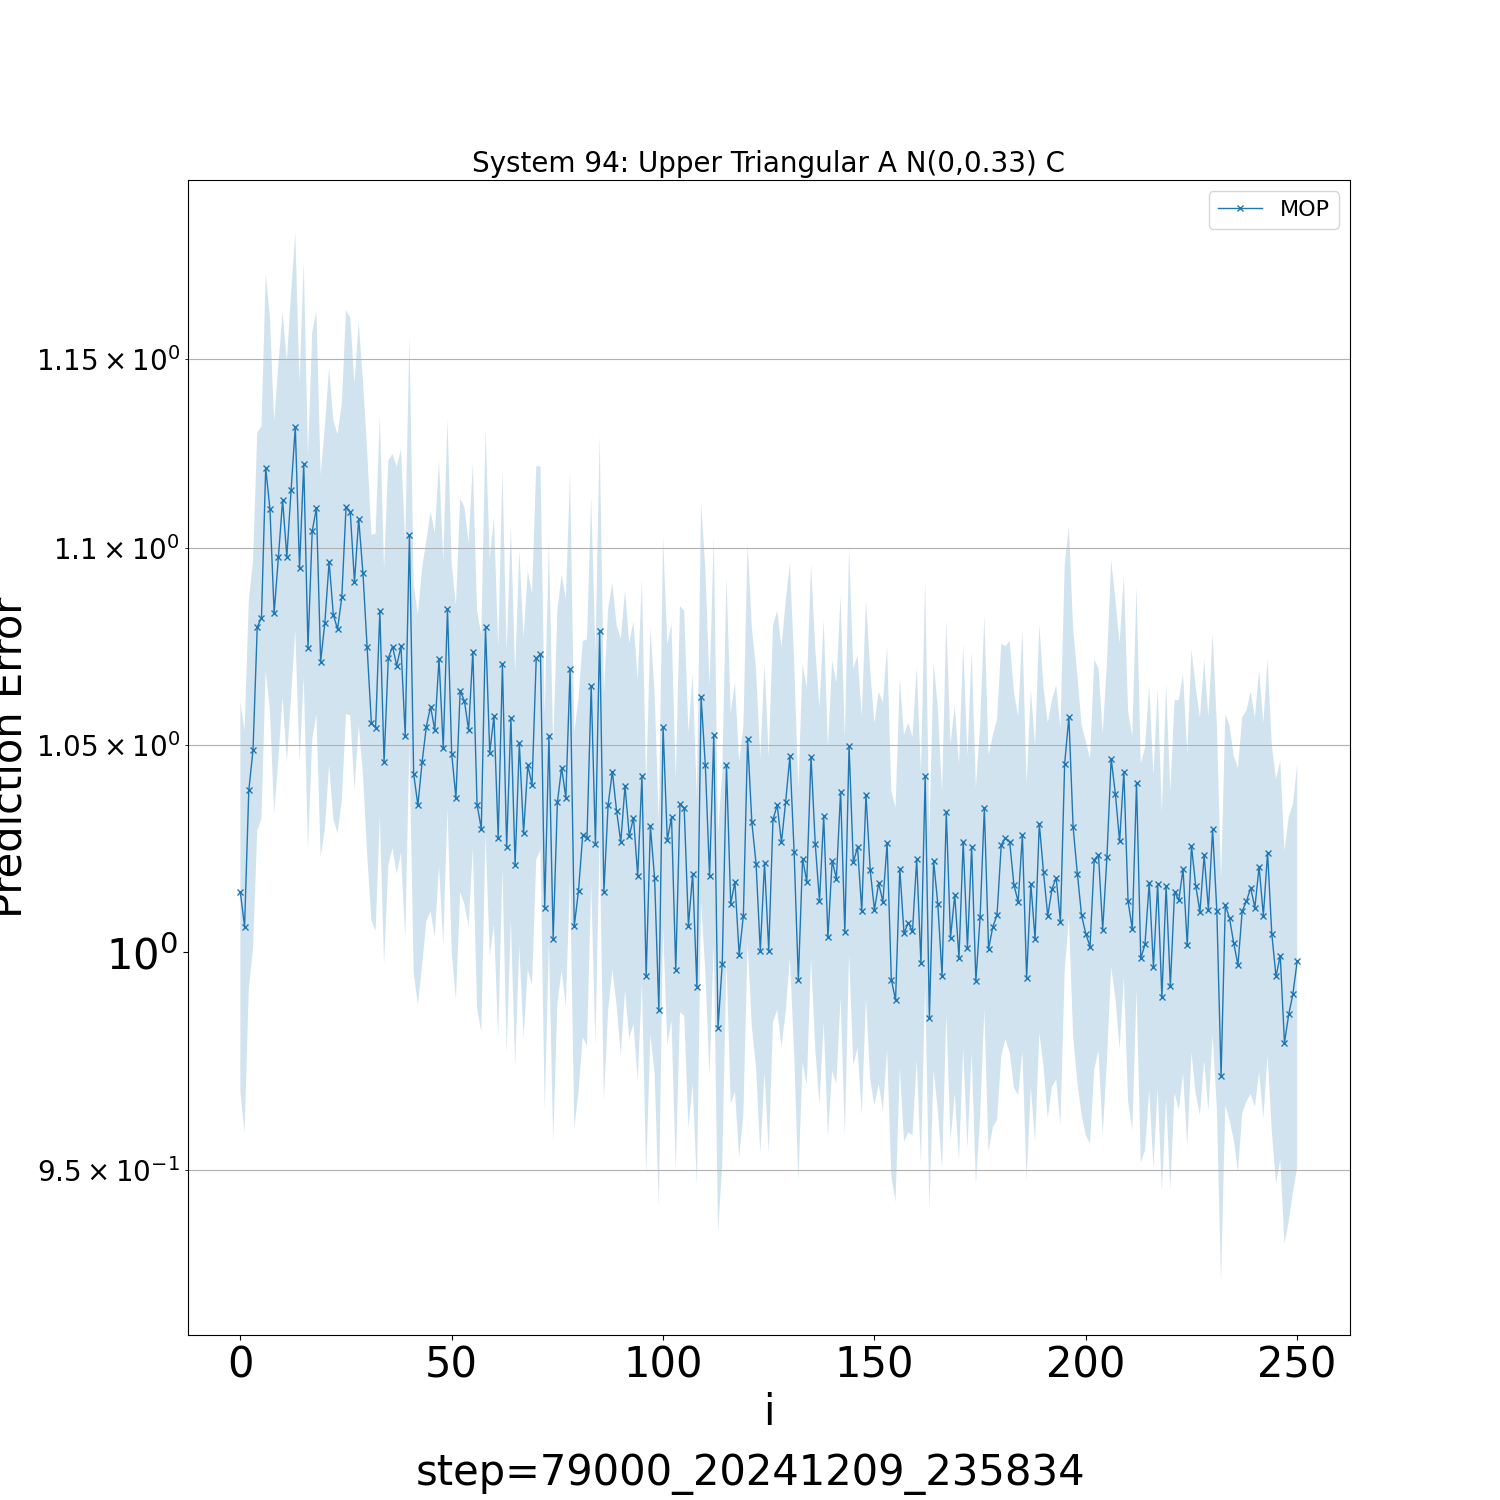 System 94: Upper Triangular A N(0,0.33) C
MOP
1.15 × 10⁰
1.1 × 10⁰
1.05 × 10⁰
10⁰
9.5 × 10⁻¹
Prediction Error
0 50 100 150 200 250
i
step=79000_20241209_235834